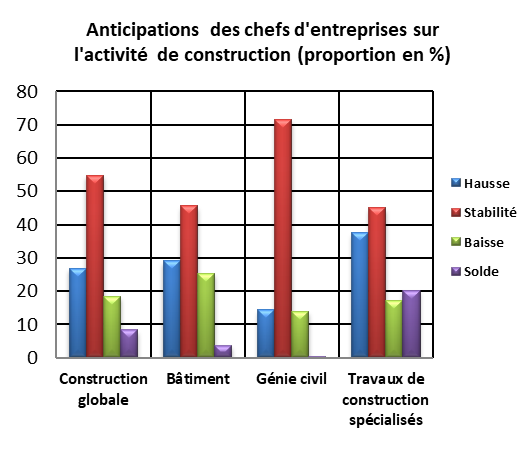 Anticipations des chefs d'entreprises sur
l'activité de construction (proportion en %)
80
70
60
50
40
30
20
10
0
Hausse
Stabilité
Baisse
Solde
Construction
globale
Bâtiment
Génie civil
Travaux de
construction
spécialisés